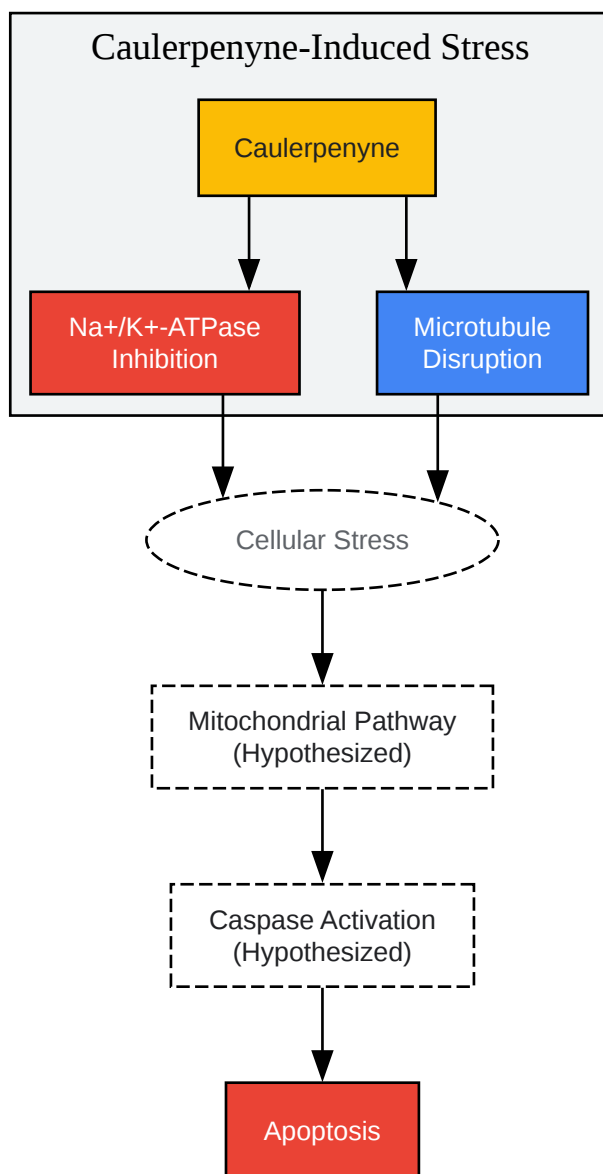 Caulerpenyne-Induced Stress
Caulerpenyne
Na+/K+-ATPase
Inhibition
Microtubule
Disruption
Cellular Stress
Mitochondrial Pathway
(Hypothesized)
Caspase Activation
(Hypothesized)
Apoptosis